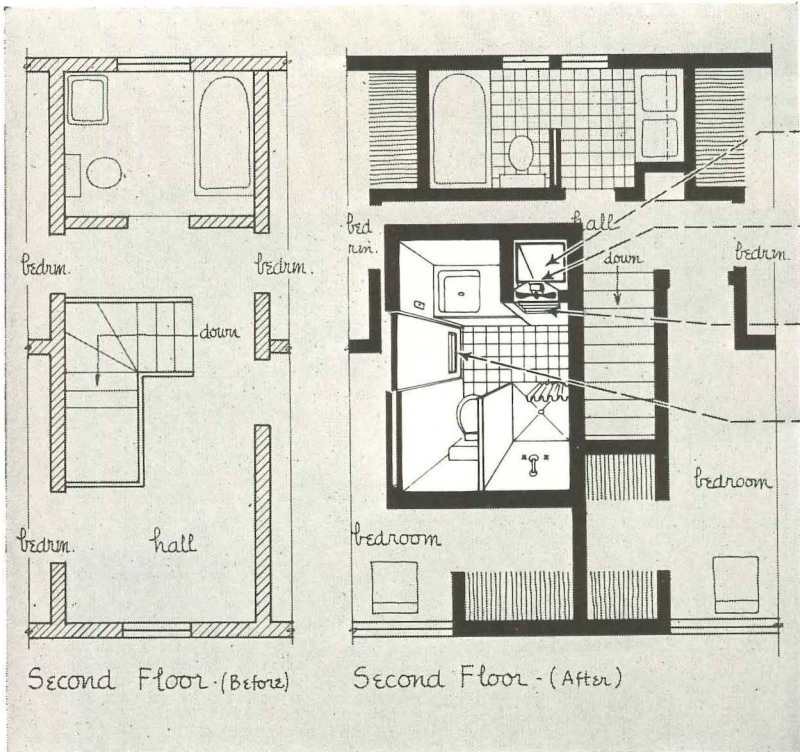 bedrm.
bedrm.
down
bedrm.
hall
Second Floor - (Before)
bed
rm.
hall
down
bedrm.
bedroom
bedroom
Second Floor - (After)